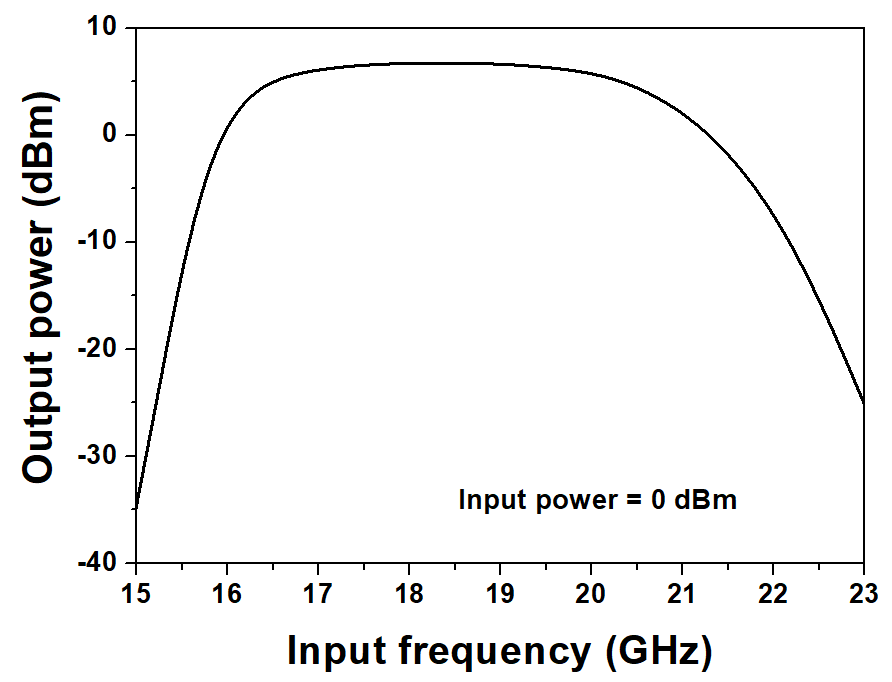 10
0
-10
-20
-30
-40
Output power (dBm)
Input power = 0 dBm
15 16 17 18 19 20 21 22 23
Input frequency (GHz)